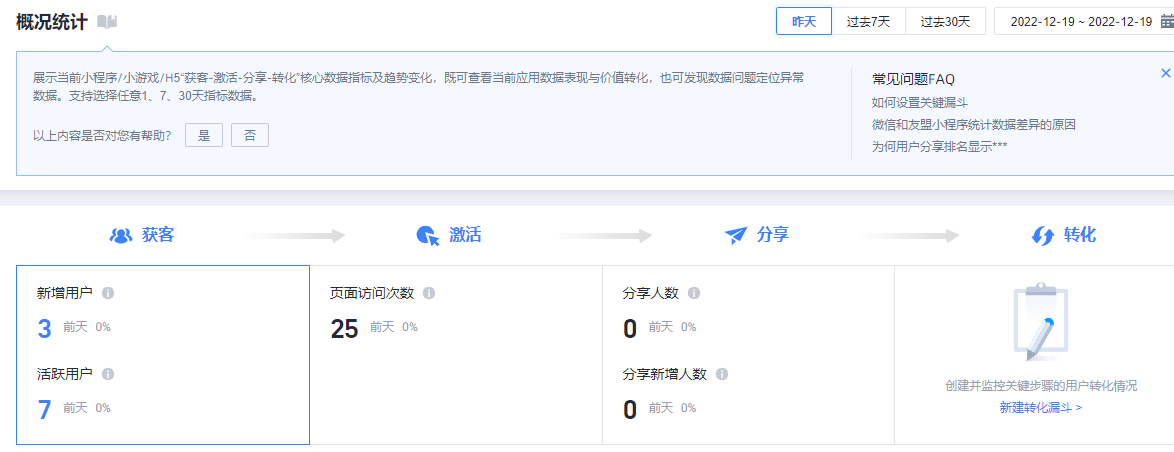 概况统计
昨天 过去7天 过去30天 2022-12-19 ~ 2022-12-19
展示当前小程序/小游戏/H5“获客-激活-分享-转化”核心数据指标及趋势变化，既可查看当前应用数据表现与价值转化，也可发现数据问题定位异常
数据。支持选择任意1、7、30天指标数据。
以上内容是否对您有帮助？ 是 否
常见问题FAQ
如何设置关键漏斗
微信和友盟小程序统计数据差异的原因
为何用户分享排名显示***
获客 激活 分享 转化
新增用户
3 前天 0%
活跃用户
7 前天 0%
页面访问次数
25 前天 0%
分享人数
0 前天 0%
分享新增人数
0 前天 0%
创建并监控关键步骤的用户转化情况
新建转化漏斗 >